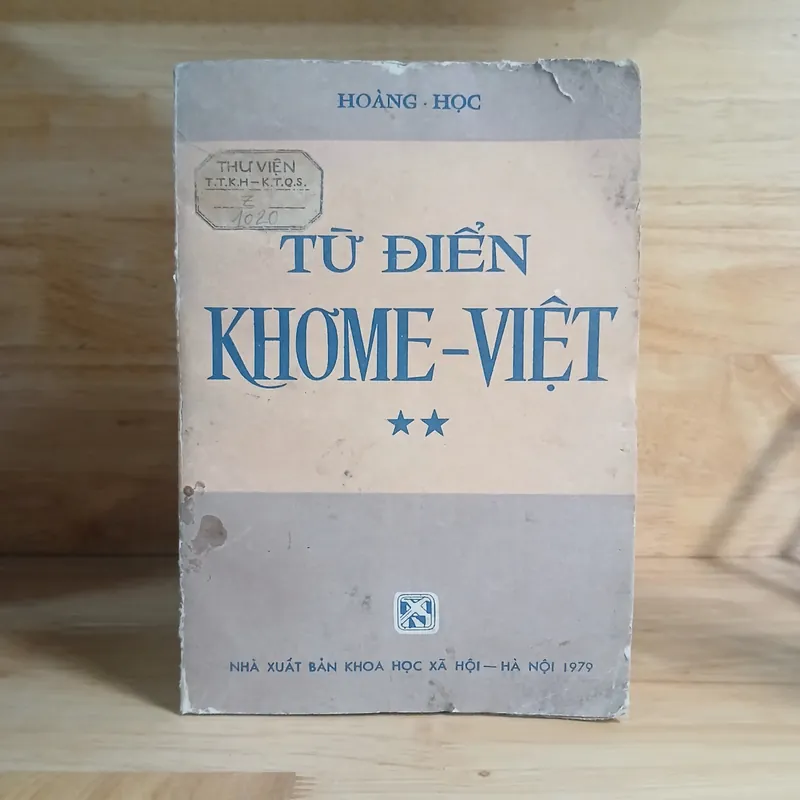 HOÀNG · HỌC
THƯ VIỆN
T.T.K.H - K.T.Q.S.
Z
1020
TỪ ĐIỂN
KHƠME - VIỆT
★★
NHÀ XUẤT BẢN KHOA HỌC XÃ HỘI - HÀ NỘI 1979